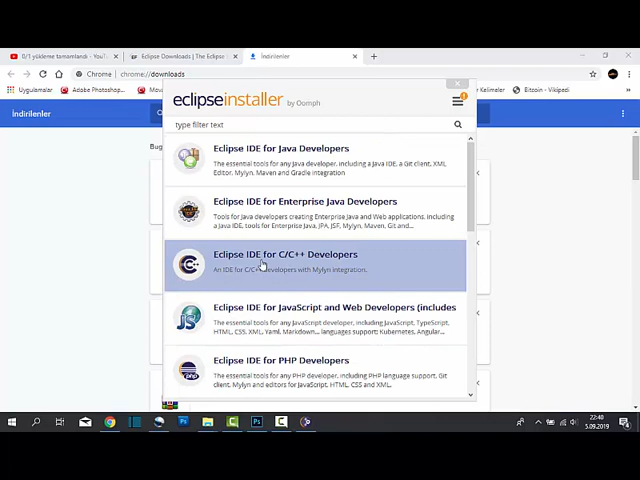 0/1 yükleme tamamlandı - YouT
Eclipse Downloads | The Eclipse
İndirilenler
Chrome | chrome://downloads
Uygulamalar
Adobe Photoshop
Kelimeler
Bitcoin - Vikipedi
İndirilenler
Bug
eclipseinstaller by Oomph
type filter text
Eclipse IDE for Java Developers
The essential tools for any Java developer, including a Java IDE, a Git client, XML
Editor, Mylyn, Maven and Gradle integration
Eclipse IDE for Enterprise Java Developers
Tools for Java developers creating Enterprise Java and Web applications, including
a Java IDE, tools for Enterprise Java, JPA, JSF, Mylyn, Maven, Git and...
Eclipse IDE for C/C++ Developers
An IDE for C/C++ Developers with Mylyn integration.
Eclipse IDE for JavaScript and Web Developers (includes
The essential tools for any JavaScript developer, including JavaScript, TypeScript,
HTML, CSS, XML, Yaml, Markdown... languages support; Kubernetes, Angular...
Eclipse IDE for PHP Developers
The essential tools for any PHP developer, including PHP language support, Git
client, Mylyn and editors for JavaScript, HTML, CSS and XML.
22:40
5.09.2019